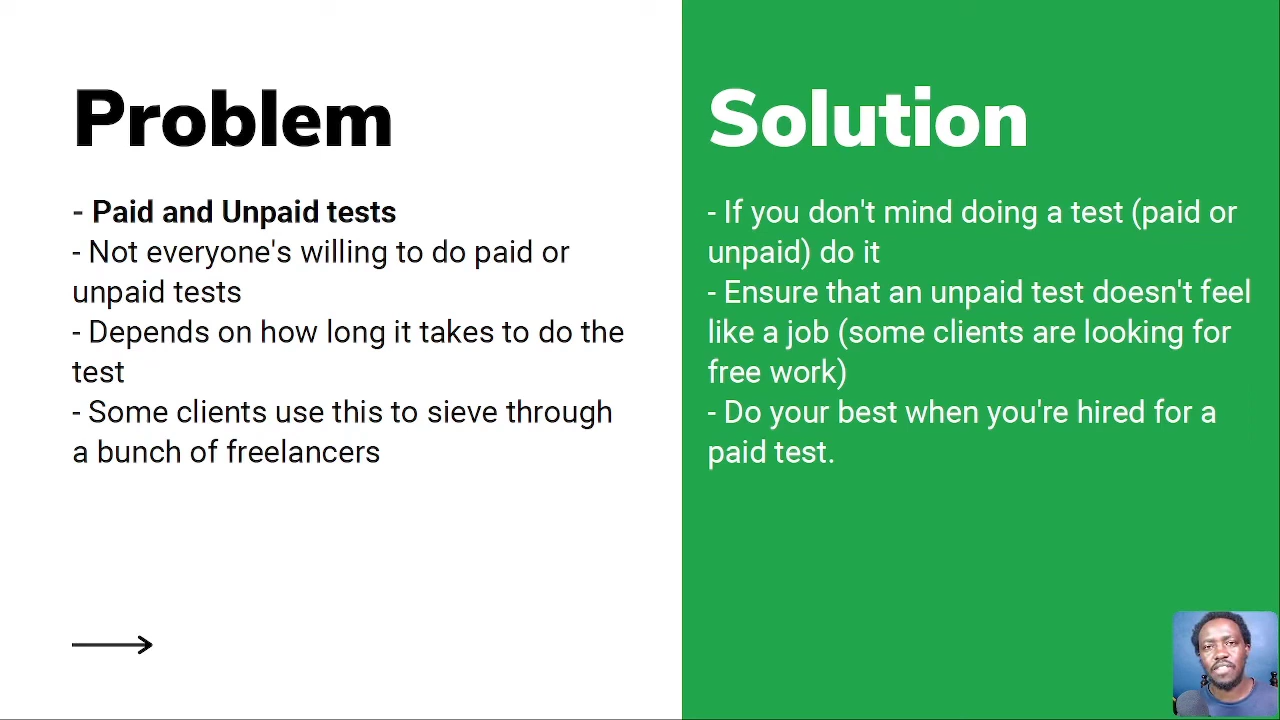 Problem
- Paid and Unpaid tests
- Not everyone's willing to do paid or
unpaid tests
- Depends on how long it takes to do the
test
- Some clients use this to sieve through
a bunch of freelancers
Solution
- If you don't mind doing a test (paid or
unpaid) do it
- Ensure that an unpaid test doesn't feel
like a job (some clients are looking for
free work)
- Do your best when you're hired for a
paid test.